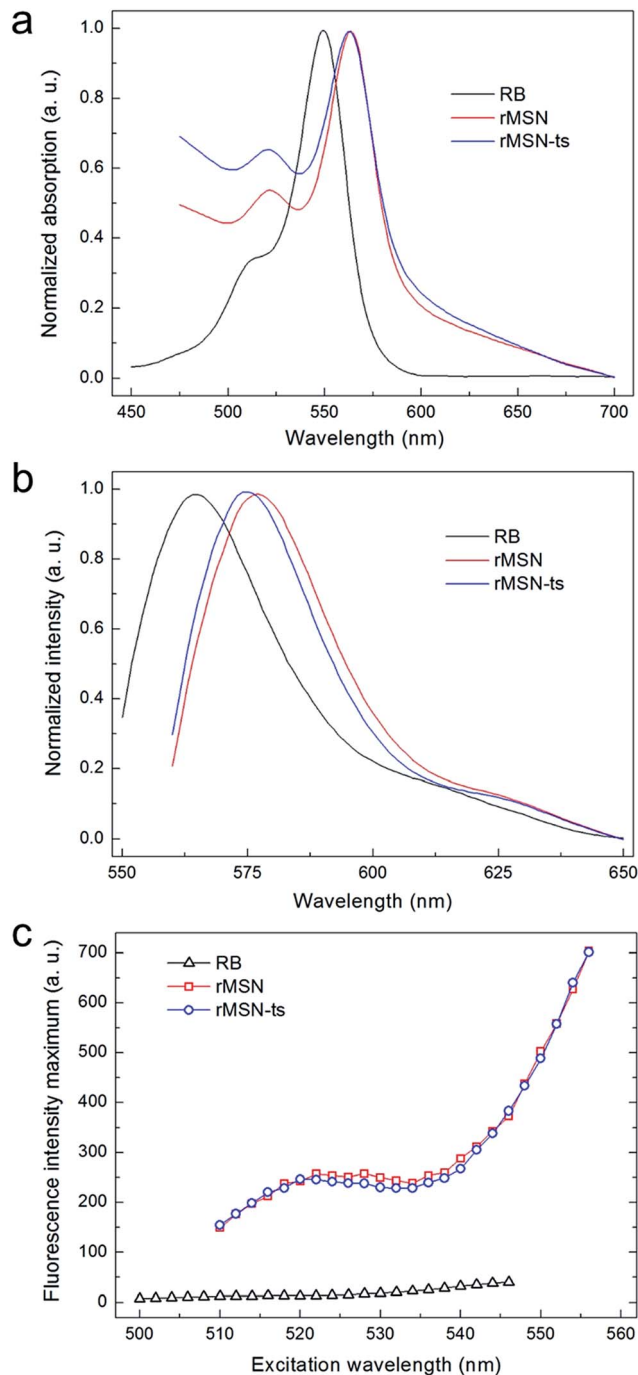 a
Normalized absorption (a. u.)
1.0
0.8
0.6
0.4
0.2
0.0
RB
rMSN
rMSN-ts
450 500 550 600 650 700
Wavelength (nm)
b
Normalized intensity (a. u.)
1.0
0.8
0.6
0.4
0.2
0.0
RB
rMSN
rMSN-ts
550 575 600 625 650
Wavelength (nm)
c
Fluorescence intensity maximum (a. u.)
700
600
500
400
300
200
100
0
RB
rMSN
rMSN-ts
500 510 520 530 540 550 560
Excitation wavelength (nm)